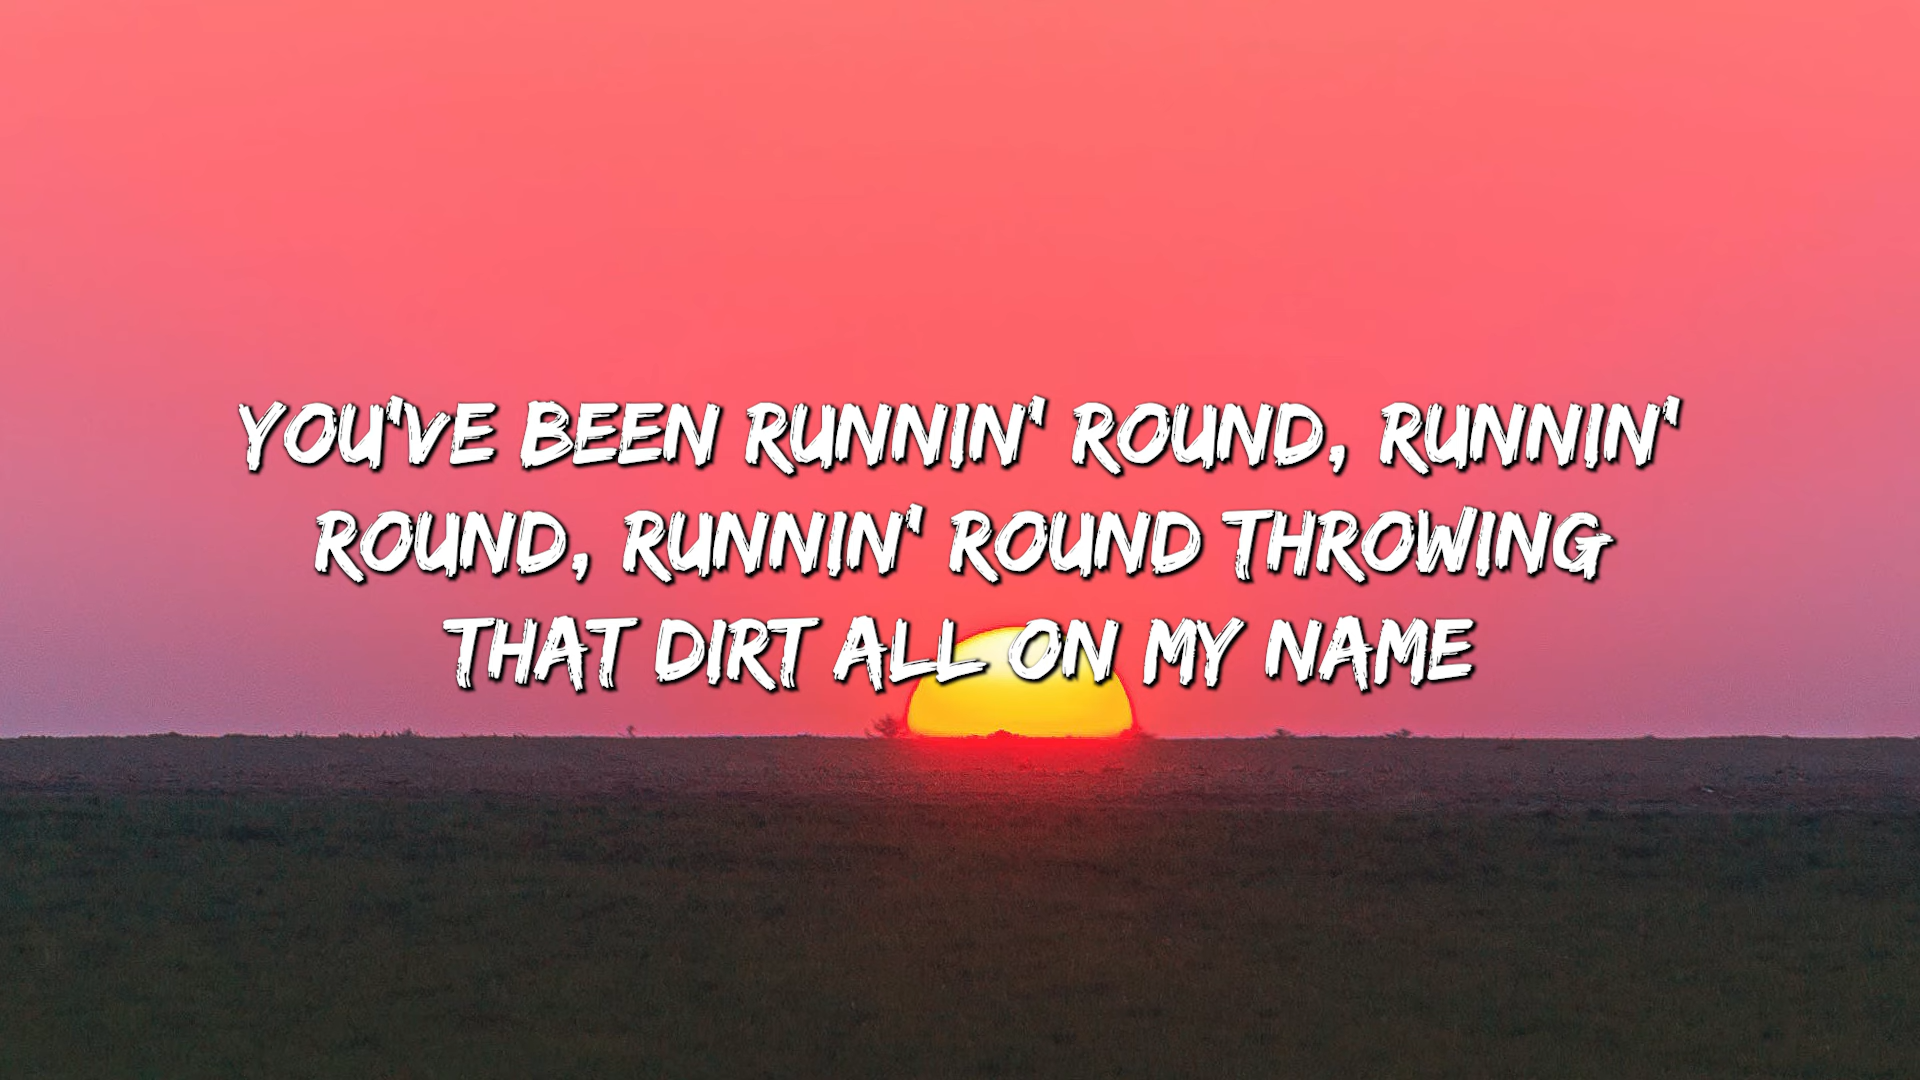 YOU'VE BEEN RUNNIN' ROUND, RUNNIN'
ROUND, RUNNIN' ROUND THROWING
THAT DIRT ALL ON MY NAME